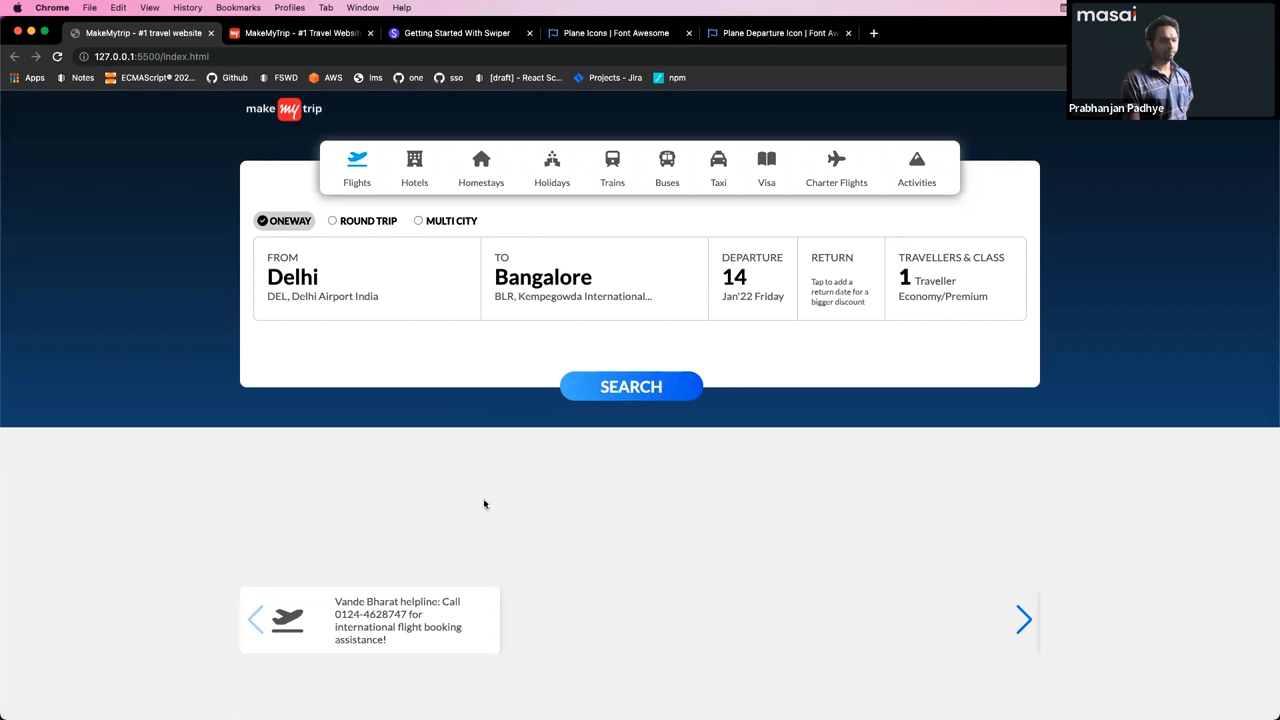 Chrome File Edit View History Bookmarks Profiles Tab Window Help
MakeMytrip - #1 travel website
MakeMyTrip - #1 Travel Websit
Getting Started With Swiper
Plane Icons | Font Awesome
Plane Departure Icon | Font Aw
127.0.0.1:5500/index.html
Apps Notes ECMAScript® 202... Github FSWD AWS lms one sso [draft] - React Sc... Projects - Jira npm
masai
Prabhanjan Padhye
make my trip
Flights Hotels Homestays Holidays Trains Buses Taxi Visa Charter Flights Activities
ONEWAY ROUND TRIP MULTI CITY
FROM
Delhi
DEL, Delhi Airport India
TO
Bangalore
BLR, Kempegowda International...
DEPARTURE
14
Jan'22 Friday
RETURN
Tap to add a
return date for a
bigger discount
TRAVELLERS & CLASS
1 Traveller
Economy/Premium
SEARCH
Vande Bharat helpline: Call
0124-4628747 for
international flight booking
assistance!